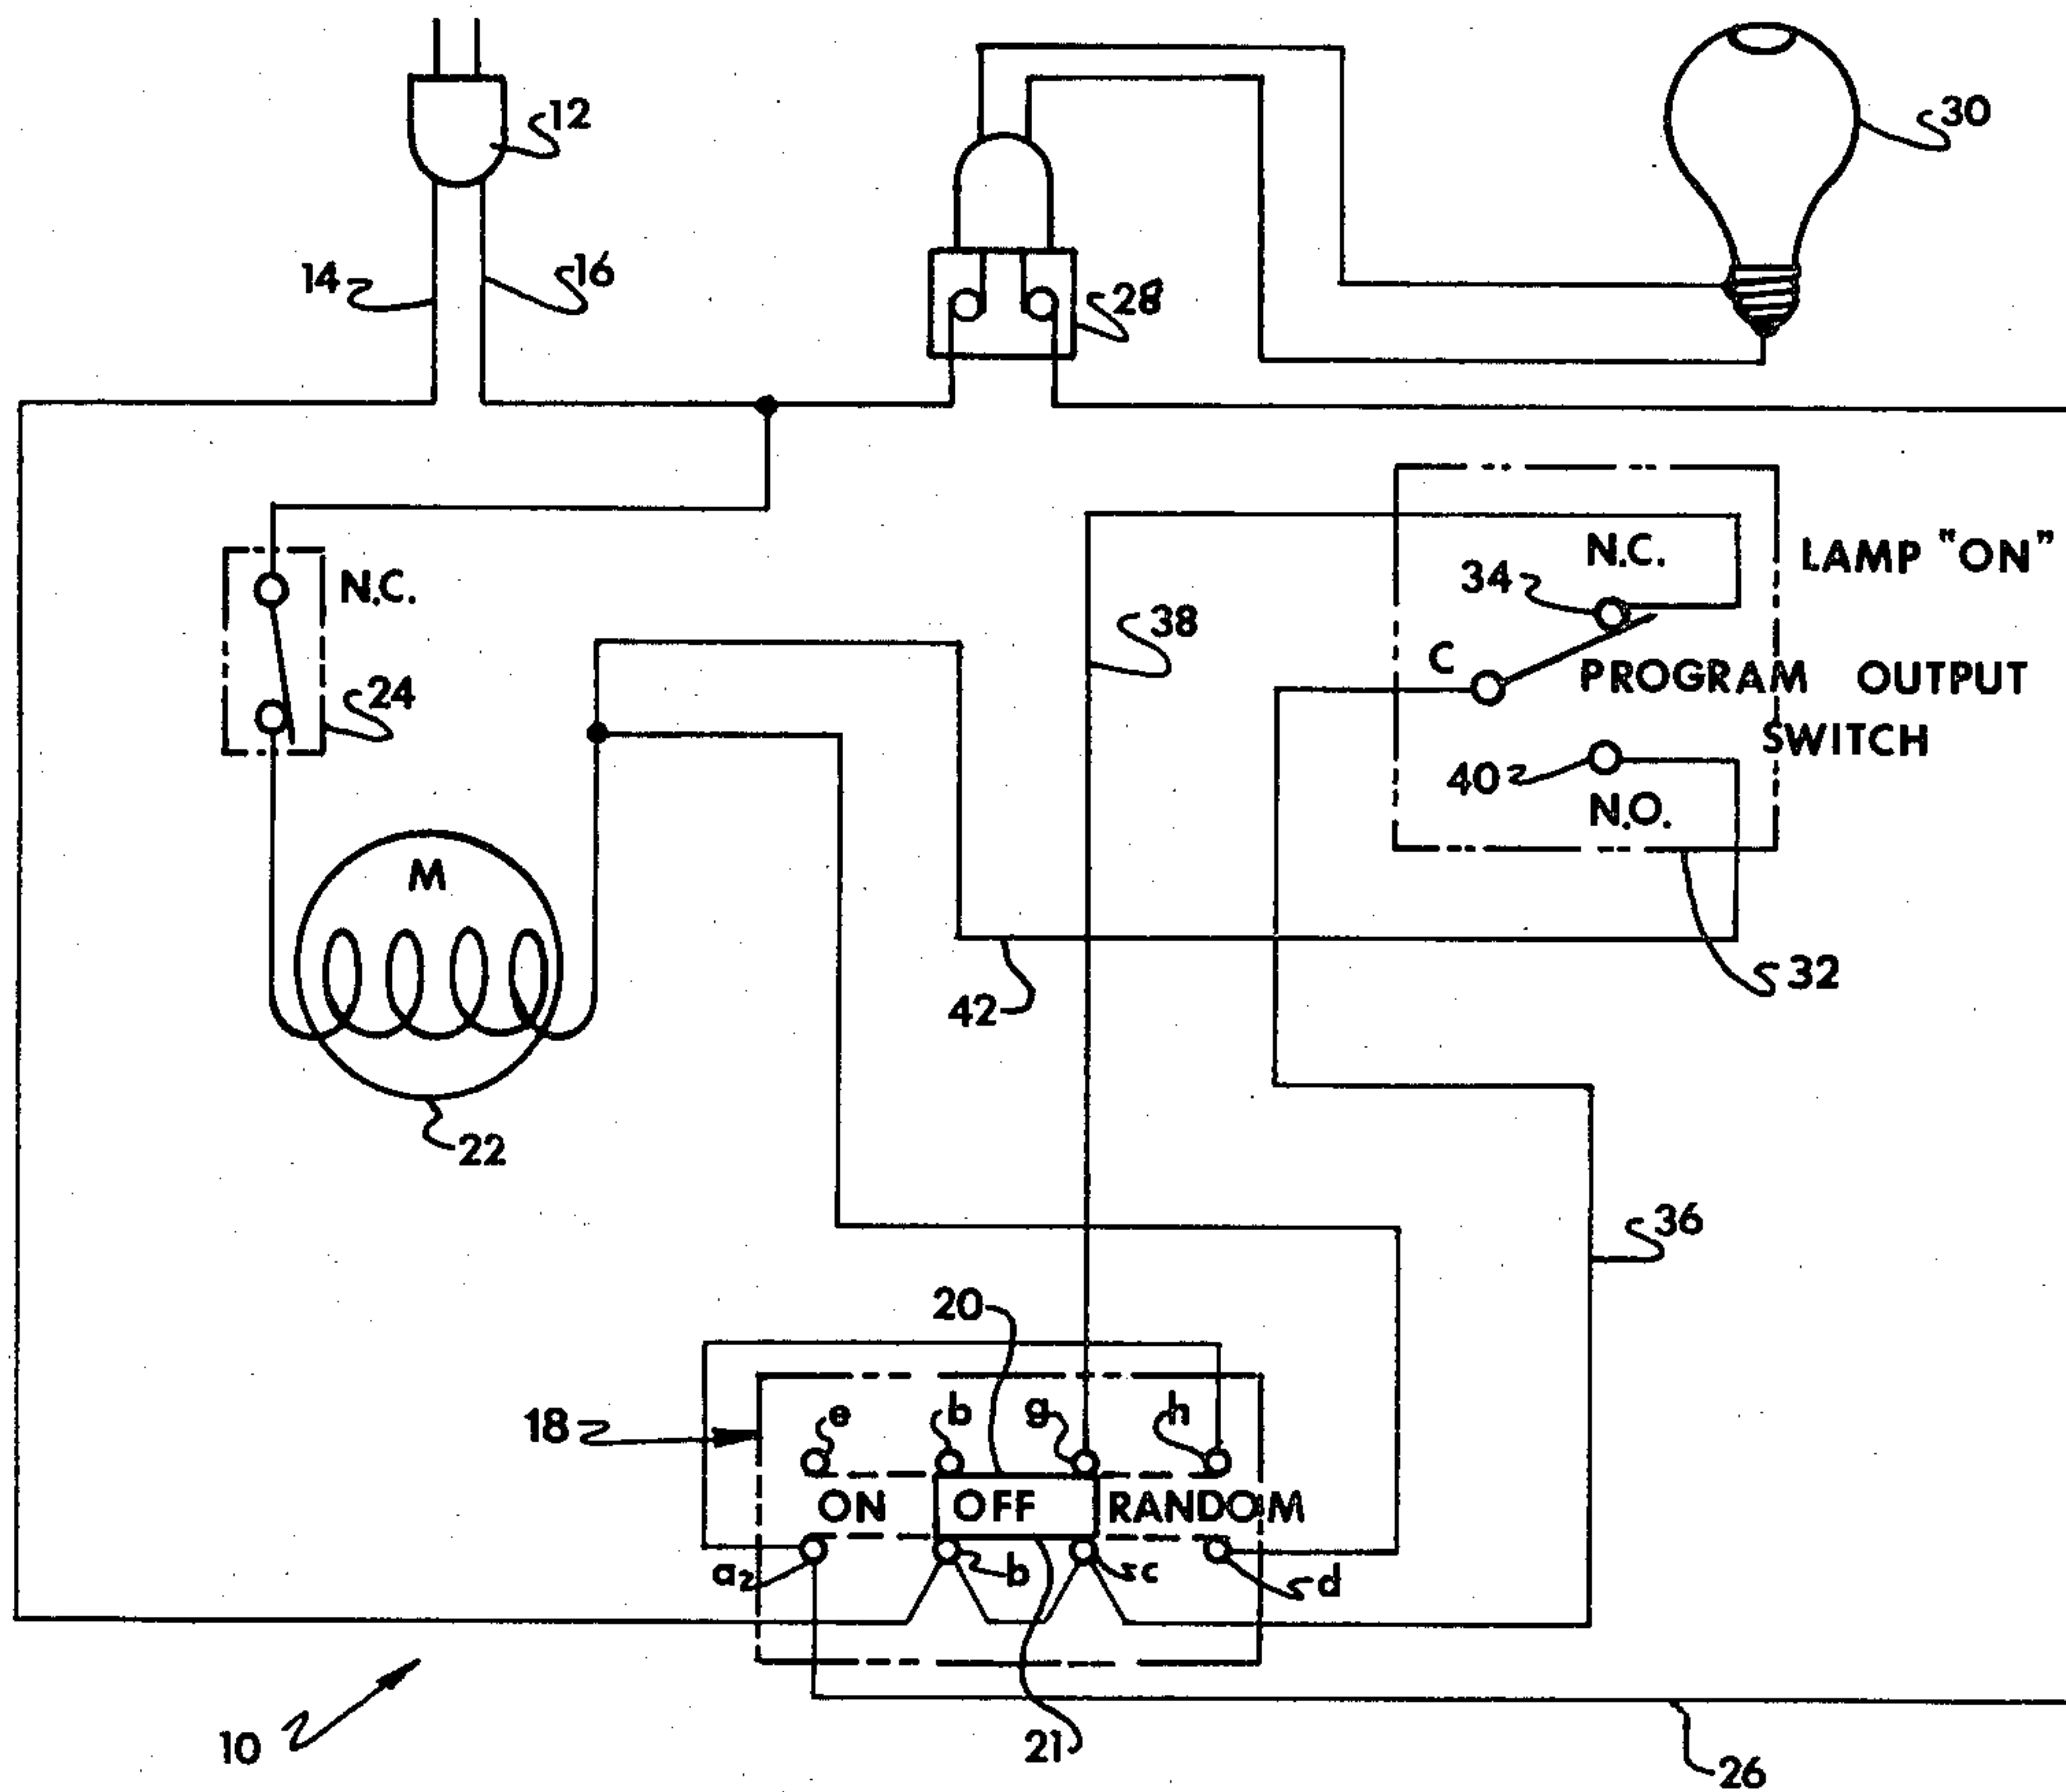 12
30
14
16
28
N.C.
LAMP "ON"
34
N.C.
38
C
PROGRAM OUTPUT
24
SWITCH
40
N.O.
M
32
42
22
36
20
18
e b g h
ON OFF RANDOM
a b c d
10
21
26